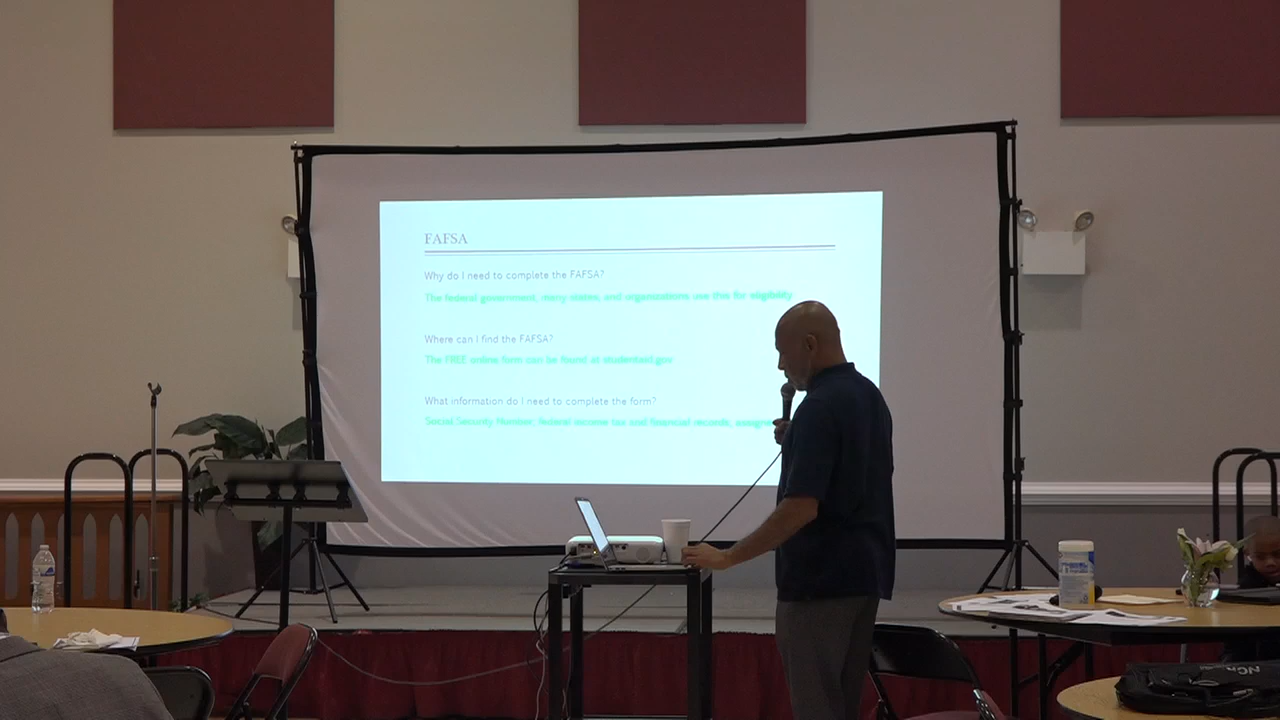 FAFSA
Why do I need to complete the FAFSA?
The federal government, many states, and organizations use this for eligibility
Where can I find the FAFSA?
The FREE online form can be found at studentaid.gov
What information do I need to complete the form?
Social Security Number, federal income tax and financial records, assigne